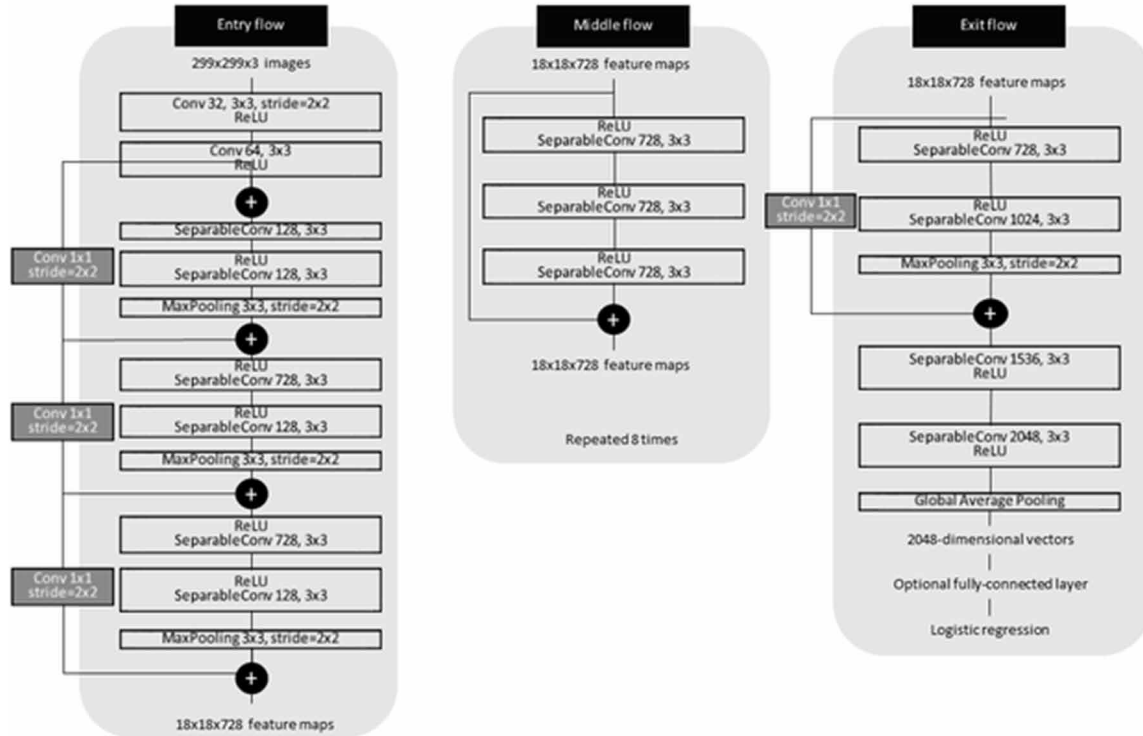 Entry flow
299x299x3 images
Conv 32, 3x3, stride=2x2
ReLU
Conv 64, 3x3
ReLU
+
SeparableConv 128, 3x3
Conv 1x1
stride=2x2
ReLU
SeparableConv 128, 3x3
MaxPooling 3x3, stride=2x2
+
ReLU
SeparableConv 728, 3x3
Conv 1x1
stride=2x2
ReLU
SeparableConv 128, 3x3
MaxPooling 3x3, stride=2x2
+
ReLU
SeparableConv 728, 3x3
Conv 1x1
stride=2x2
ReLU
SeparableConv 128, 3x3
MaxPooling 3x3, stride=2x2
+
18x18x728 feature maps
Middle flow
18x18x728 feature maps
ReLU
SeparableConv 728, 3x3
ReLU
SeparableConv 728, 3x3
ReLU
SeparableConv 728, 3x3
+
18x18x728 feature maps
Repeated 8 times
Exit flow
18x18x728 feature maps
ReLU
SeparableConv 728, 3x3
Conv 1x1
stride=2x2
ReLU
SeparableConv 1024, 3x3
MaxPooling 3x3, stride=2x2
+
SeparableConv 1536, 3x3
ReLU
SeparableConv 2048, 3x3
ReLU
Global Average Pooling
2048-dimensional vectors
Optional fully-connected layer
Logistic regression